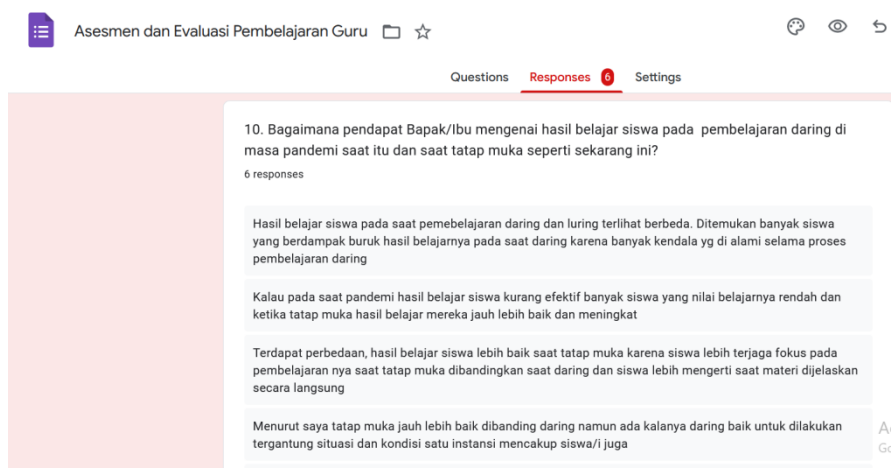 Asesmen dan Evaluasi Pembelajaran Guru
Questions Responses 6 Settings
10. Bagaimana pendapat Bapak/Ibu mengenai hasil belajar siswa pada pembelajaran daring di
masa pandemi saat itu dan saat tatap muka seperti sekarang ini?
6 responses
Hasil belajar siswa pada saat pemebelajaran daring dan luring terlihat berbeda. Ditemukan banyak siswa
yang berdampak buruk hasil belajarnya pada saat daring karena banyak kendala yg di alami selama proses
pembelajaran daring
Kalau pada saat pandemi hasil belajar siswa kurang efektif banyak siswa yang nilai belajarnya rendah dan
ketika tatap muka hasil belajar mereka jauh lebih baik dan meningkat
Terdapat perbedaan, hasil belajar siswa lebih baik saat tatap muka karena siswa lebih terjaga fokus pada
pembelajaran nya saat tatap muka dibandingkan saat daring dan siswa lebih mengerti saat materi dijelaskan
secara langsung
Menurut saya tatap muka jauh lebih baik dibanding daring namun ada kalanya daring baik untuk dilakukan
tergantung situasi dan kondisi satu instansi mencakup siswa/i juga